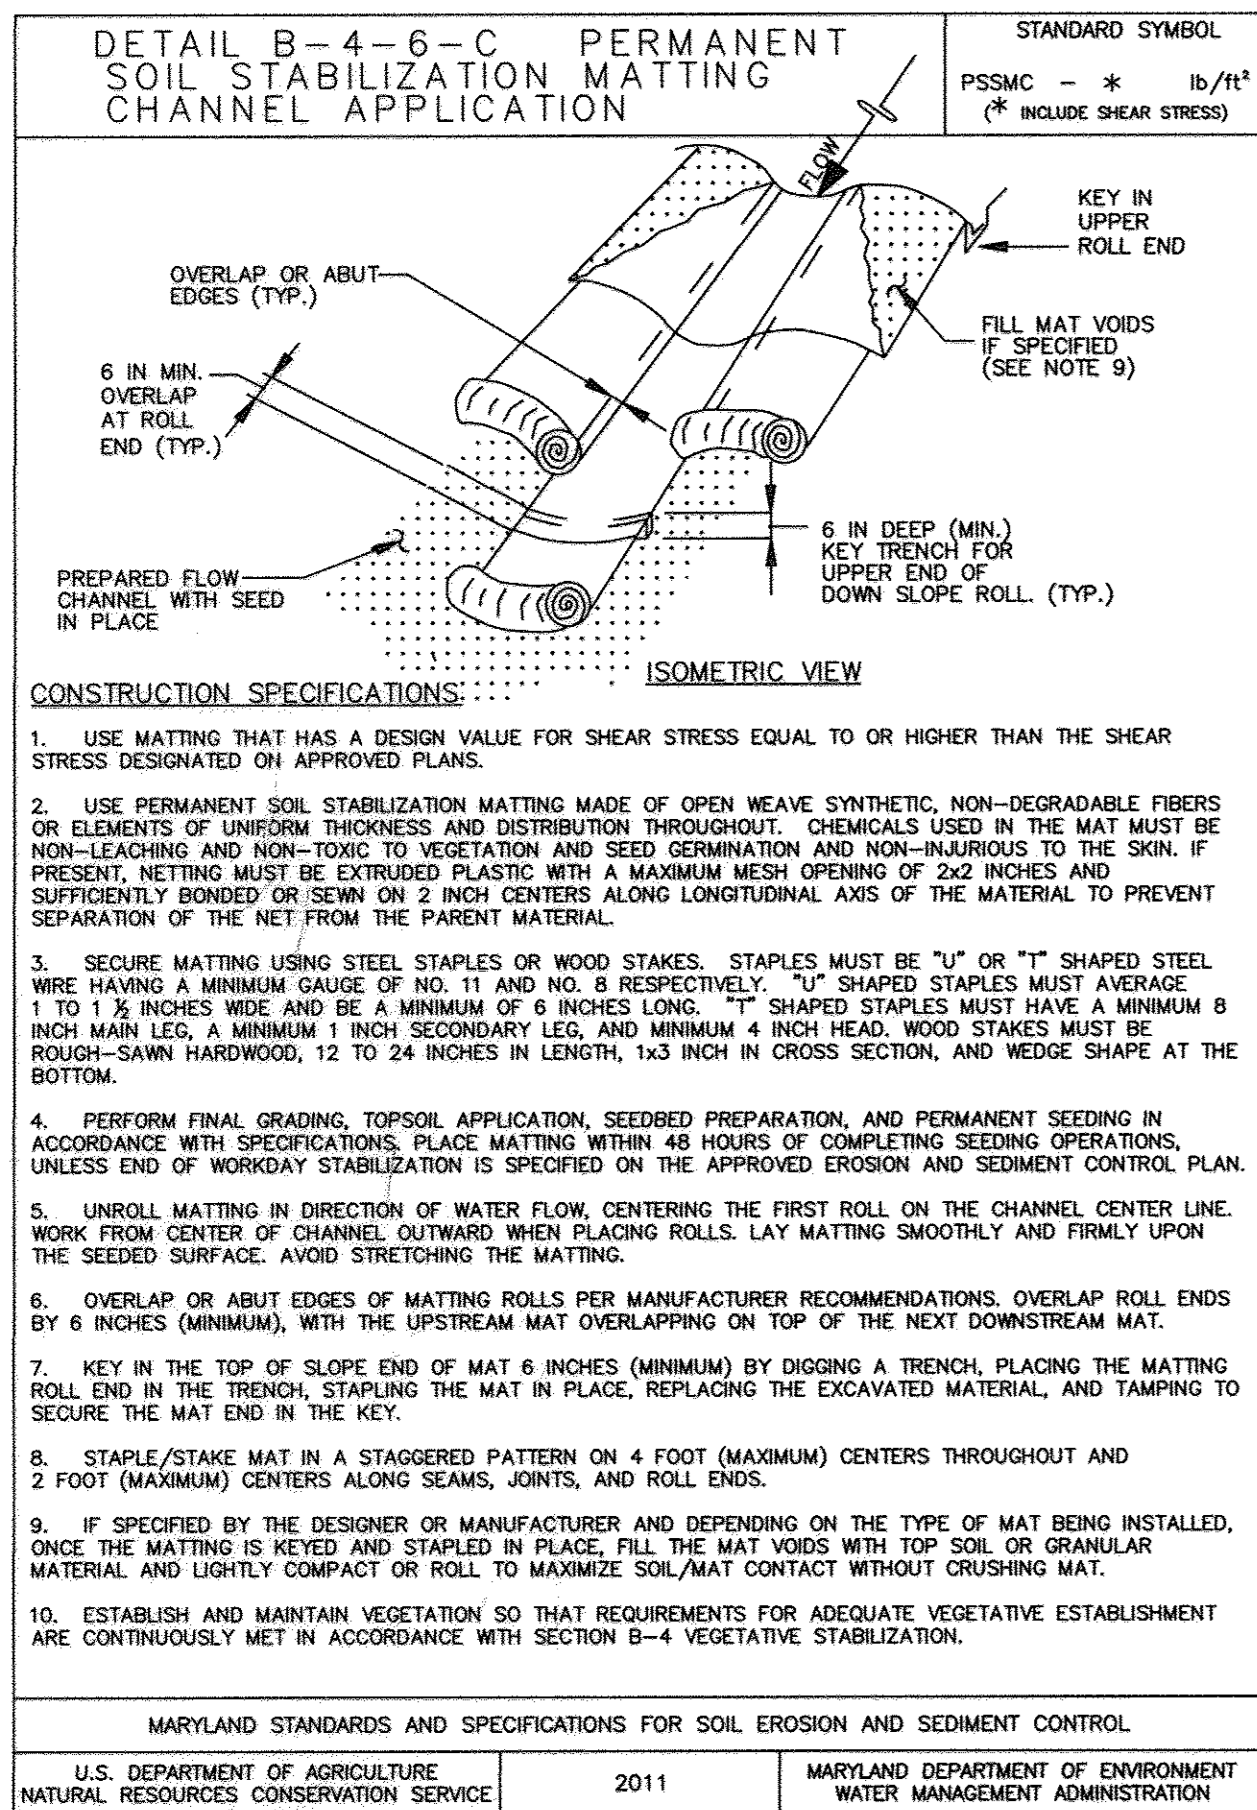 DETAIL B-4-6-C PERMANENT
SOIL STABILIZATION MATTING
CHANNEL APPLICATION
STANDARD SYMBOL
PSSMC - * lb/ft²
(* INCLUDE SHEAR STRESS)
FLOW
KEY IN
UPPER
ROLL END
OVERLAP OR ABUT
EDGES (TYP.)
FILL MAT VOIDS
IF SPECIFIED
(SEE NOTE 9)
6 IN MIN.
OVERLAP
AT ROLL
END (TYP.)
6 IN DEEP (MIN.)
KEY TRENCH FOR
UPPER END OF
DOWN SLOPE ROLL. (TYP.)
PREPARED FLOW
CHANNEL WITH SEED
IN PLACE
ISOMETRIC VIEW
CONSTRUCTION SPECIFICATIONS:
1. USE MATTING THAT HAS A DESIGN VALUE FOR SHEAR STRESS EQUAL TO OR HIGHER THAN THE SHEAR
STRESS DESIGNATED ON APPROVED PLANS.
2. USE PERMANENT SOIL STABILIZATION MATTING MADE OF OPEN WEAVE SYNTHETIC, NON-DEGRADABLE FIBERS
OR ELEMENTS OF UNIFORM THICKNESS AND DISTRIBUTION THROUGHOUT. CHEMICALS USED IN THE MAT MUST BE
NON-LEACHING AND NON-TOXIC TO VEGETATION AND SEED GERMINATION AND NON-INJURIOUS TO THE SKIN. IF
PRESENT, NETTING MUST BE EXTRUDED PLASTIC WITH A MAXIMUM MESH OPENING OF 2x2 INCHES AND
SUFFICIENTLY BONDED OR SEWN ON 2 INCH CENTERS ALONG LONGITUDINAL AXIS OF THE MATERIAL TO PREVENT
SEPARATION OF THE NET FROM THE PARENT MATERIAL.
3. SECURE MATTING USING STEEL STAPLES OR WOOD STAKES. STAPLES MUST BE "U" OR "T" SHAPED STEEL
WIRE HAVING A MINIMUM GAUGE OF NO. 11 AND NO. 8 RESPECTIVELY. "U" SHAPED STAPLES MUST AVERAGE
1 TO 1 ½ INCHES WIDE AND BE A MINIMUM OF 6 INCHES LONG. "T" SHAPED STAPLES MUST HAVE A MINIMUM 8
INCH MAIN LEG, A MINIMUM 1 INCH SECONDARY LEG, AND MINIMUM 4 INCH HEAD. WOOD STAKES MUST BE
ROUGH-SAWN HARDWOOD, 12 TO 24 INCHES IN LENGTH, 1x3 INCH IN CROSS SECTION, AND WEDGE SHAPE AT THE
BOTTOM.
4. PERFORM FINAL GRADING, TOPSOIL APPLICATION, SEEDBED PREPARATION, AND PERMANENT SEEDING IN
ACCORDANCE WITH SPECIFICATIONS. PLACE MATTING WITHIN 48 HOURS OF COMPLETING SEEDING OPERATIONS,
UNLESS END OF WORKDAY STABILIZATION IS SPECIFIED ON THE APPROVED EROSION AND SEDIMENT CONTROL PLAN.
5. UNROLL MATTING IN DIRECTION OF WATER FLOW, CENTERING THE FIRST ROLL ON THE CHANNEL CENTER LINE.
WORK FROM CENTER OF CHANNEL OUTWARD WHEN PLACING ROLLS. LAY MATTING SMOOTHLY AND FIRMLY UPON
THE SEEDED SURFACE. AVOID STRETCHING THE MATTING.
6. OVERLAP OR ABUT EDGES OF MATTING ROLLS PER MANUFACTURER RECOMMENDATIONS. OVERLAP ROLL ENDS
BY 6 INCHES (MINIMUM), WITH THE UPSTREAM MAT OVERLAPPING ON TOP OF THE NEXT DOWNSTREAM MAT.
7. KEY IN THE TOP OF SLOPE END OF MAT 6 INCHES (MINIMUM) BY DIGGING A TRENCH, PLACING THE MATTING
ROLL END IN THE TRENCH, STAPLING THE MAT IN PLACE, REPLACING THE EXCAVATED MATERIAL, AND TAMPING TO
SECURE THE MAT END IN THE KEY.
8. STAPLE/STAKE MAT IN A STAGGERED PATTERN ON 4 FOOT (MAXIMUM) CENTERS THROUGHOUT AND
2 FOOT (MAXIMUM) CENTERS ALONG SEAMS, JOINTS, AND ROLL ENDS.
9. IF SPECIFIED BY THE DESIGNER OR MANUFACTURER AND DEPENDING ON THE TYPE OF MAT BEING INSTALLED,
ONCE THE MATTING IS KEYED AND STAPLED IN PLACE, FILL THE MAT VOIDS WITH TOP SOIL OR GRANULAR
MATERIAL AND LIGHTLY COMPACT OR ROLL TO MAXIMIZE SOIL/MAT CONTACT WITHOUT CRUSHING MAT.
10. ESTABLISH AND MAINTAIN VEGETATION SO THAT REQUIREMENTS FOR ADEQUATE VEGETATIVE ESTABLISHMENT
ARE CONTINUOUSLY MET IN ACCORDANCE WITH SECTION B-4 VEGETATIVE STABILIZATION.
MARYLAND STANDARDS AND SPECIFICATIONS FOR SOIL EROSION AND SEDIMENT CONTROL
U.S. DEPARTMENT OF AGRICULTURE
NATURAL RESOURCES CONSERVATION SERVICE
2011
MARYLAND DEPARTMENT OF ENVIRONMENT
WATER MANAGEMENT ADMINISTRATION